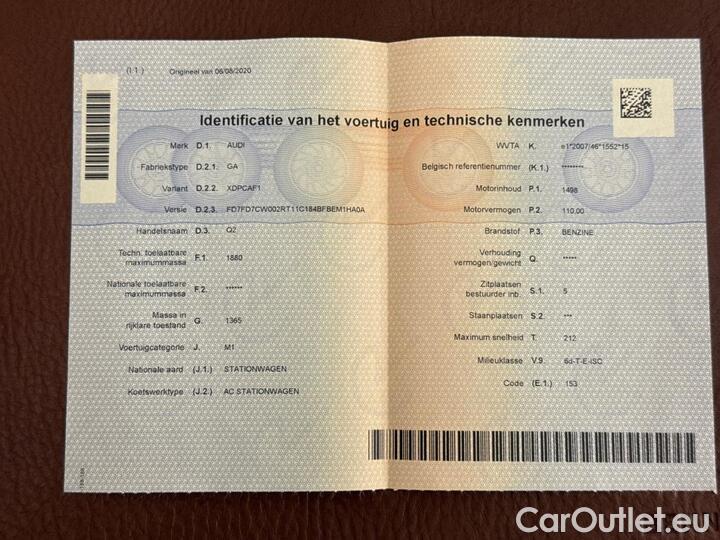 (I.1.) Origineel van 06/08/2020
Identificatie van het voertuig en technische kenmerken
Merk D.1. AUDI
Fabriekstype D.2.1. GA
Variant D.2.2. XDPCAF1
Versie D.2.3. FD7FD7CW002RT11C184BFBEM1HA0A
Handelsnaam D.3. Q2
Techn. toelaatbare
maximummassa F.1. 1880
Nationale toelaatbare
maximummassa F.2. ******
Massa in
rijklare toestand G. 1365
Voertuigcategorie J. M1
Nationale aard (J.1.) STATIONWAGEN
Koetswerktype (J.2.) AC STATIONWAGEN
WVTA K. e1*2007/46*1552*15
Belgisch referentienummer (K.1.) ********
Motorinhoud P.1. 1498
Motorvermogen P.2. 110,00
Brandstof P.3. BENZINE
Verhouding
vermogen/gewicht Q. *****
Zitplaatsen
bestuurder inb. S.1. 5
Staanplaatsen S.2. ***
Maximum snelheid T. 212
Milieuklasse V.9. 6d-T-E-ISC
Code (E.1.) 153
CarOutlet.eu